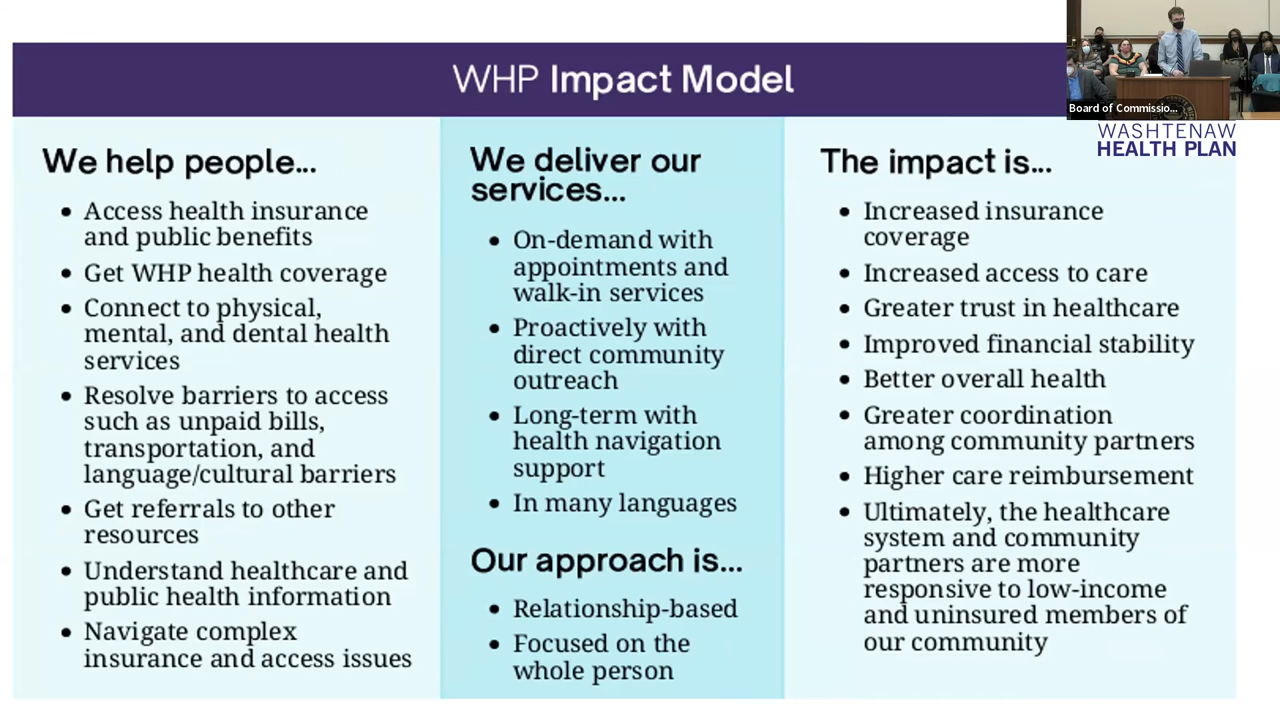 WHP Impact Model
Board of Commissio...
WASHTENAW
HEALTH PLAN
We help people...
• Access health insurance
and public benefits
• Get WHP health coverage
• Connect to physical,
mental, and dental health
services
• Resolve barriers to access
such as unpaid bills,
transportation, and
language/cultural barriers
• Get referrals to other
resources
• Understand healthcare and
public health information
• Navigate complex
insurance and access issues
We deliver our
services...
• On-demand with
appointments and
walk-in services
• Proactively with
direct community
outreach
• Long-term with
health navigation
support
• In many languages
Our approach is...
• Relationship-based
• Focused on the
whole person
The impact is...
• Increased insurance
coverage
• Increased access to care
• Greater trust in healthcare
• Improved financial stability
• Better overall health
• Greater coordination
among community partners
• Higher care reimbursement
• Ultimately, the healthcare
system and community
partners are more
responsive to low-income
and uninsured members of
our community